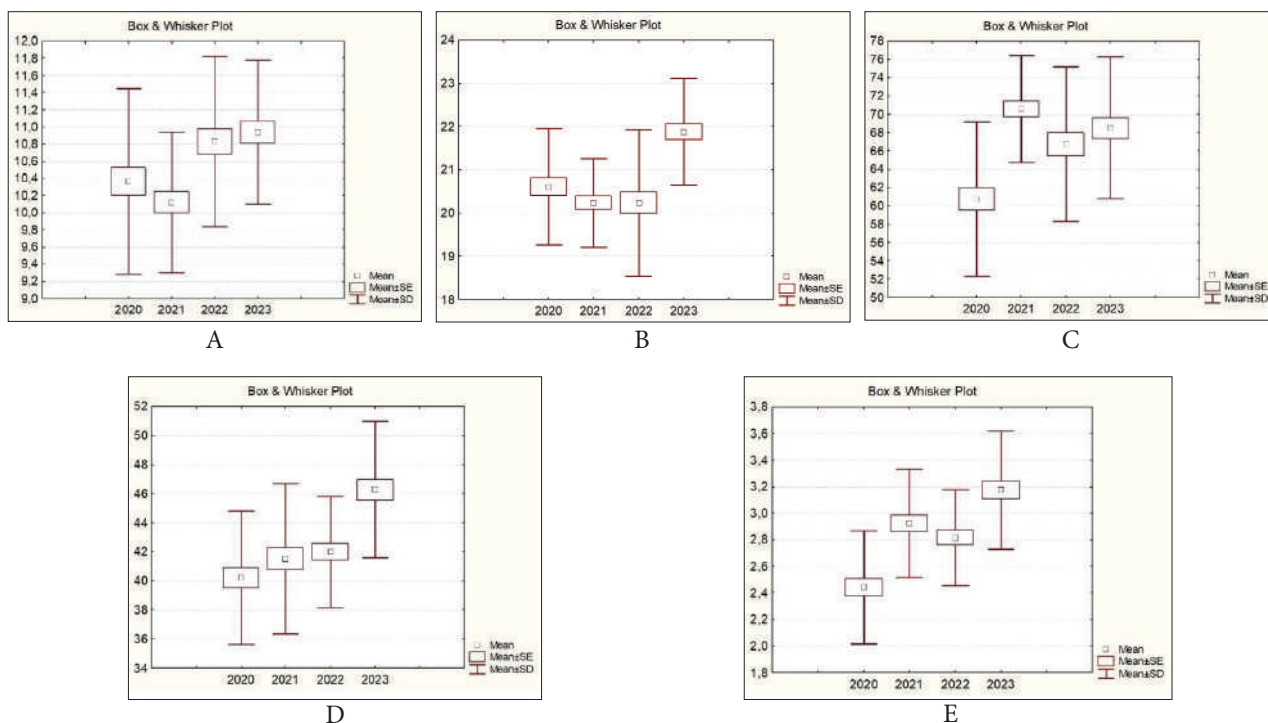 Box & Whisker Plot
12,0
11,8
11,6
11,4
11,2
11,0
10,8
10,6
10,4
10,2
10,0
9,8
9,6
9,4
9,2
9,0
2020 2021 2022 2023
Mean
Mean±SE
Mean±SD
A
Box & Whisker Plot
24
23
22
21
20
19
18
2020 2021 2022 2023
Mean
Mean±SE
Mean±SD
B
Box & Whisker Plot
78
76
74
72
70
68
66
64
62
60
58
56
54
52
50
2020 2021 2022 2023
Mean
Mean±SE
Mean±SD
C
Box & Whisker Plot
52
50
48
46
44
42
40
38
36
34
2020 2021 2022 2023
Mean
Mean±SE
Mean±SD
D
Box & Whisker Plot
3,8
3,6
3,4
3,2
3,0
2,8
2,6
2,4
2,2
2,0
1,8
2020 2021 2022 2023
Mean
Mean±SE
Mean±SD
E